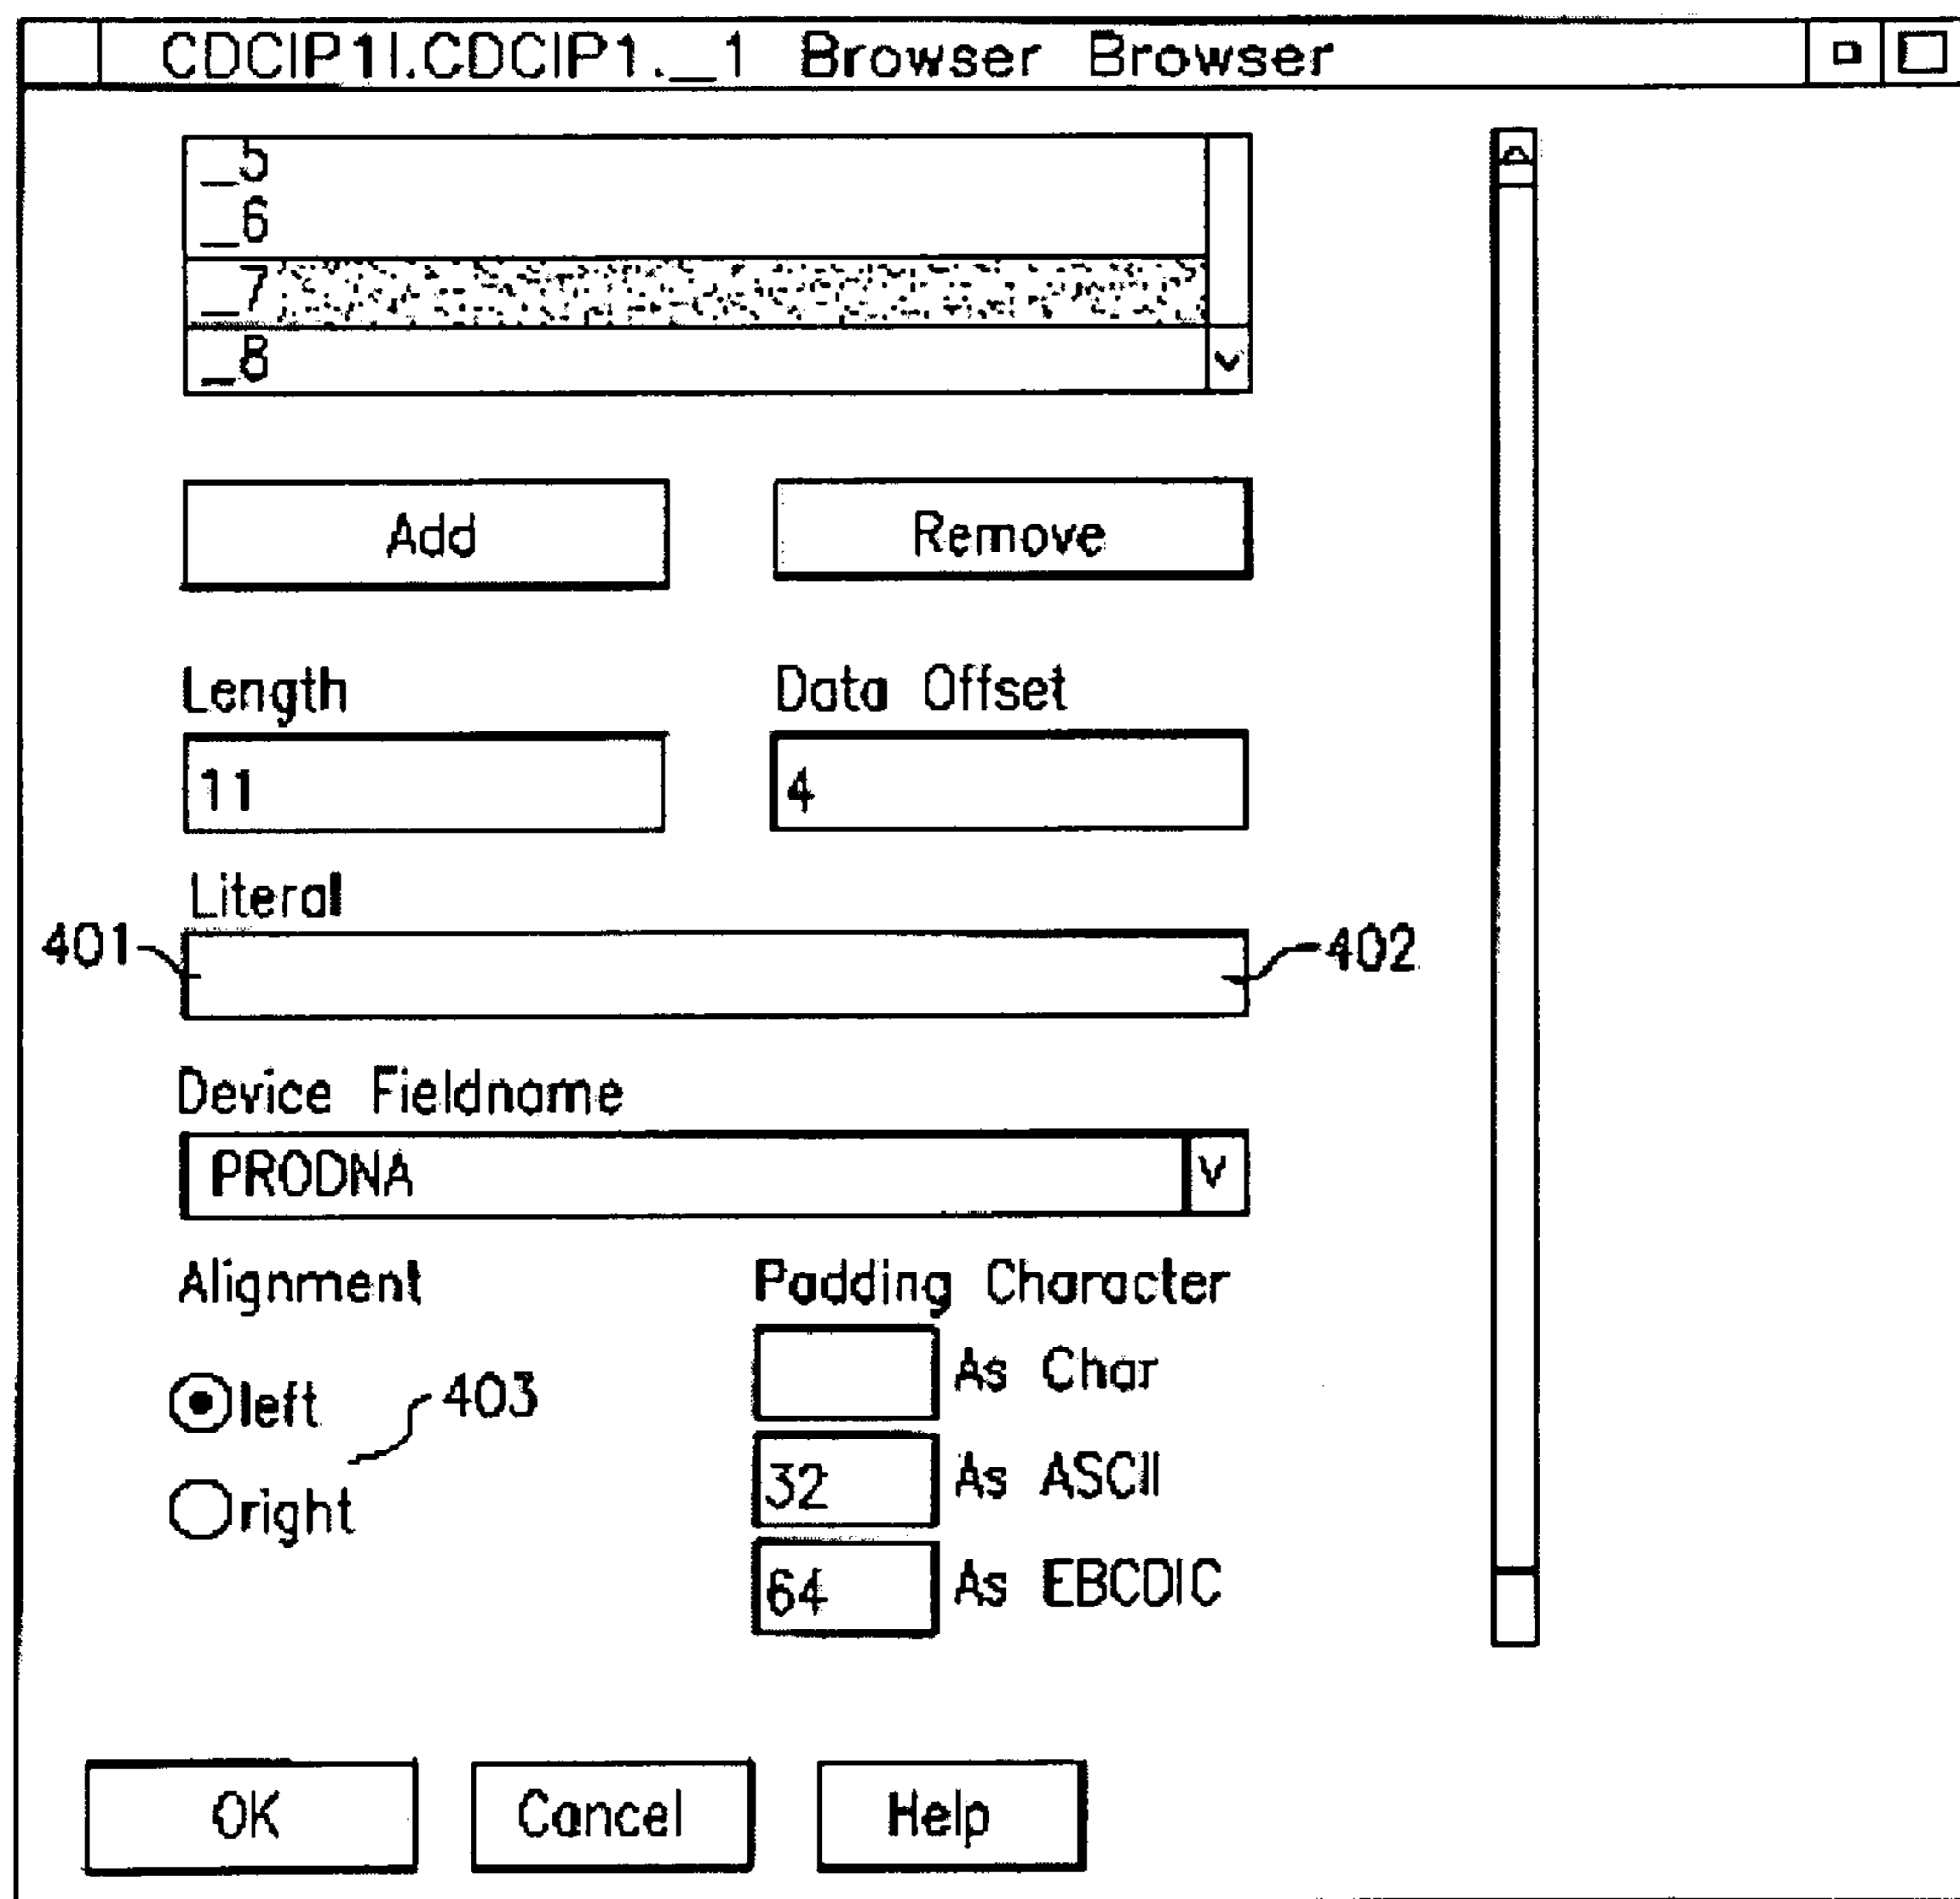 CDCIP1I.CDCIP1._1 Browser Browser
_5
_6
_7
_8
Add Remove
Length Data Offset
11 4
Literal
401 402
Device Fieldname
PRODNA V
Alignment Padding Character
As Char
left 403
32 As ASCII
right
64 As EBCDIC
OK Cancel Help